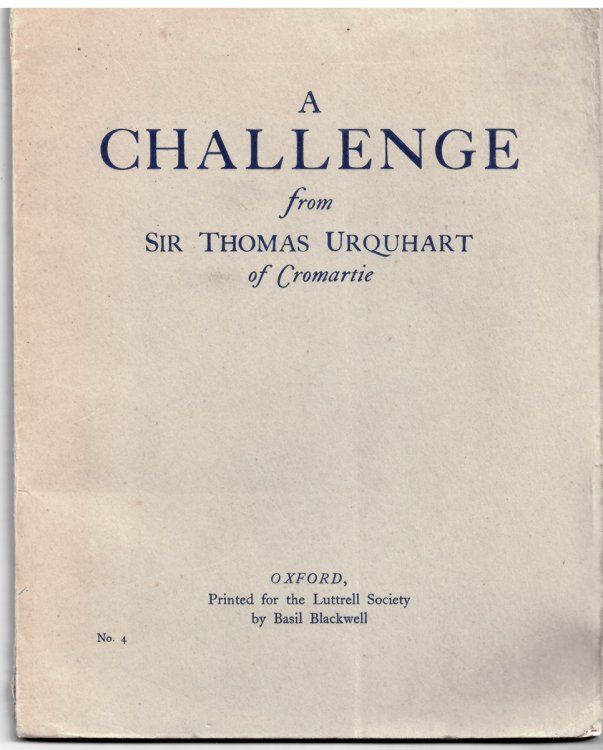 A
CHALLENGE
from
SIR THOMAS URQUHART
of Cromartie
OXFORD,
Printed for the Luttrell Society
by Basil Blackwell
No. 4